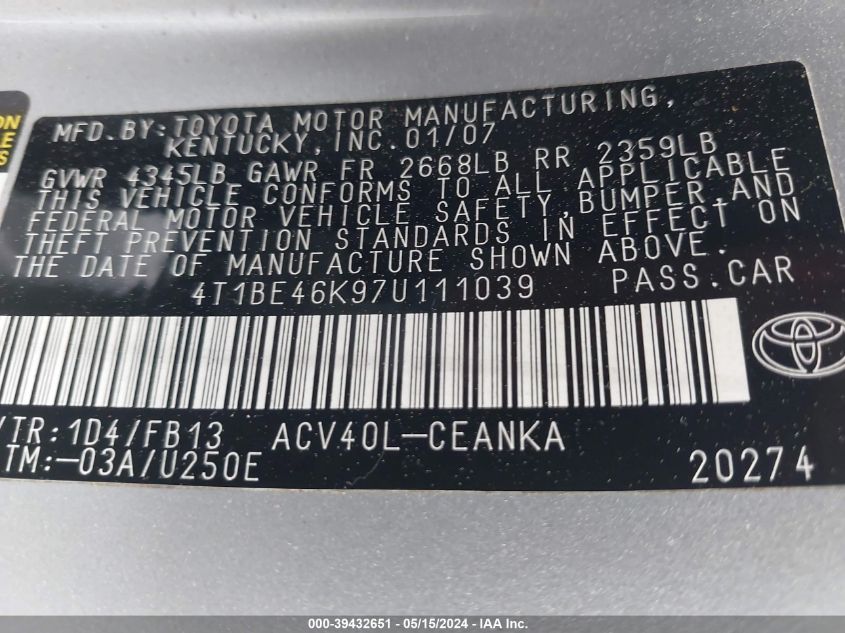 ON
LE
S
MFD.BY:TOYOTA MOTOR MANUFACTURING,
KENTUCKY,INC.01/07
GVWR 4345LB GAWR FR 2668LB RR 2359LB
THIS VEHICLE CONFORMS TO ALL APPLICABLE
FEDERAL MOTOR VEHICLE SAFETY,BUMPER,AND
THEFT PREVENTION STANDARDS IN EFFECT ON
THE DATE OF MANUFACTURE SHOWN ABOVE.
4T1BE46K97U111039 PASS.CAR
/TR:1D4/FB13 ACV40L-CEANKA
TM:-03A/U250E 20274
000-39432651 - 05/15/2024 - IAA Inc.